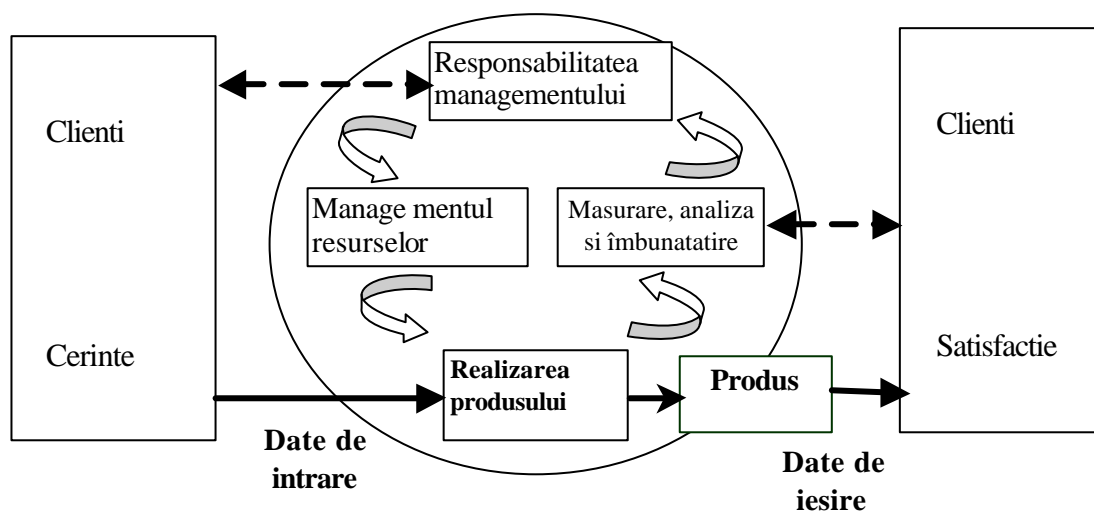 Responsabilitatea
managementului
Clienti
Clienti
Manage mentul
resurselor
Masurare, analiza
si îmbunatatire
Cerinte
Satisfactie
Realizarea
produsului
Produs
Date de
intrare
Date de
iesire